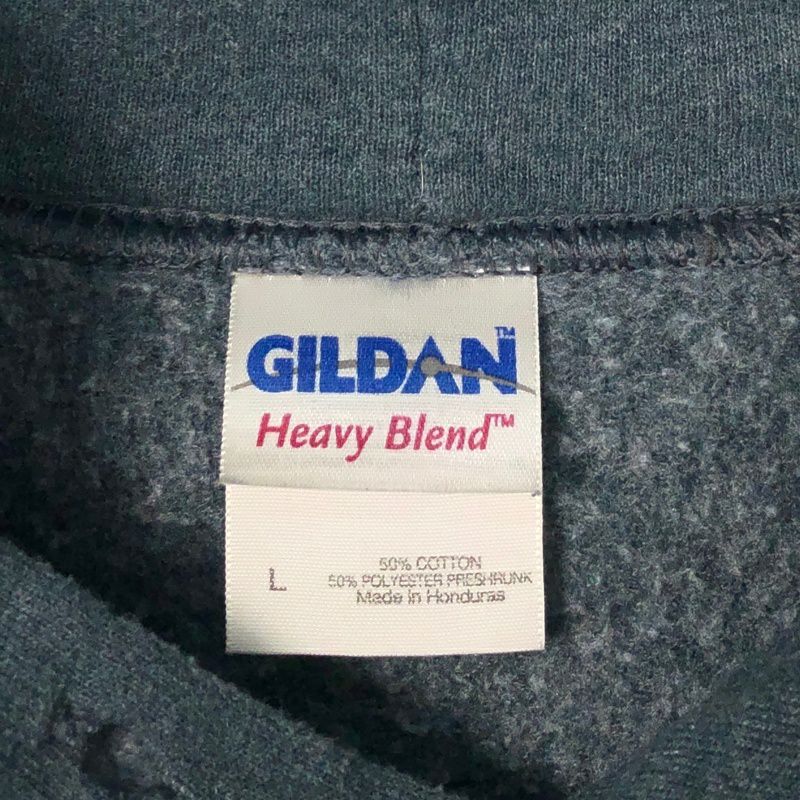 GILDAN™
Heavy Blend™
50% COTTON
L 50% POLYESTER PRESHRUNK
Made in Honduras